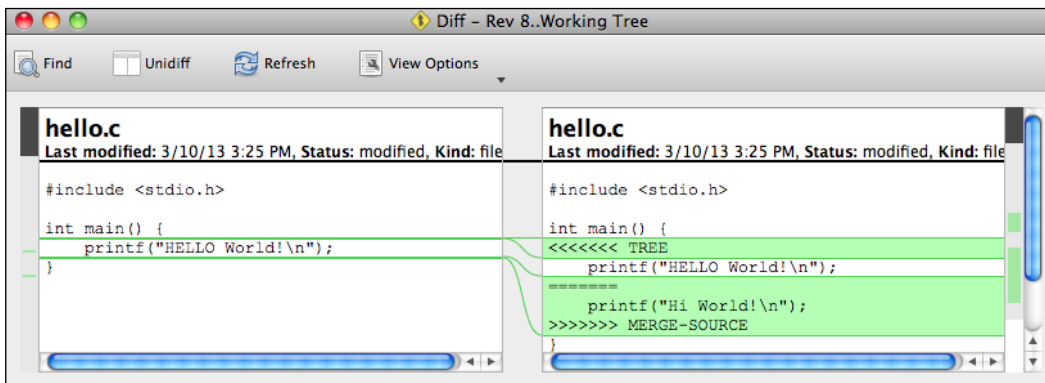 Diff – Rev 8..Working Tree
Find Unidiff Refresh View Options
hello.c
Last modified: 3/10/13 3:25 PM, Status: modified, Kind: file
#include <stdio.h>
int main() {
    printf("HELLO World!\n");
}
hello.c
Last modified: 3/10/13 3:25 PM, Status: modified, Kind: file
#include <stdio.h>
int main() {
<<<<<<< TREE
    printf("HELLO World!\n");
=======
    printf("Hi World!\n");
>>>>>>> MERGE-SOURCE
}